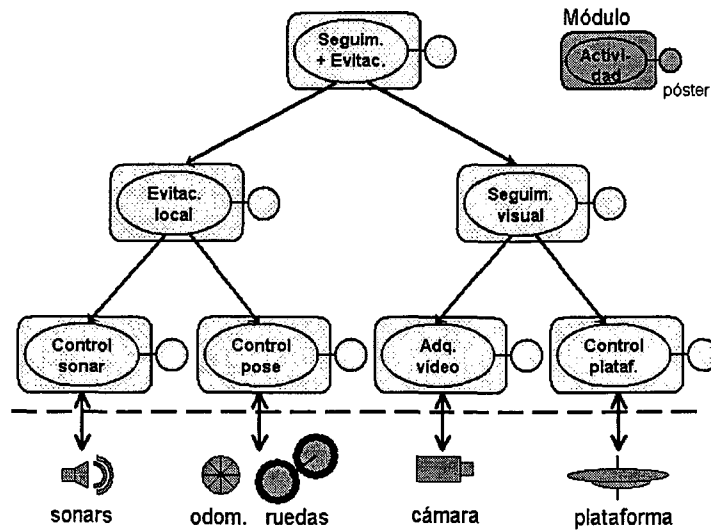 Módulo
Seguim.
+ Evitac.
Activi-
dad
póster
Evitac.
local
Seguim.
visual
Control
sonar
Control
pose
Adq.
vídeo
Control
plataf.
sonars
odom.
ruedas
cámara
plataforma